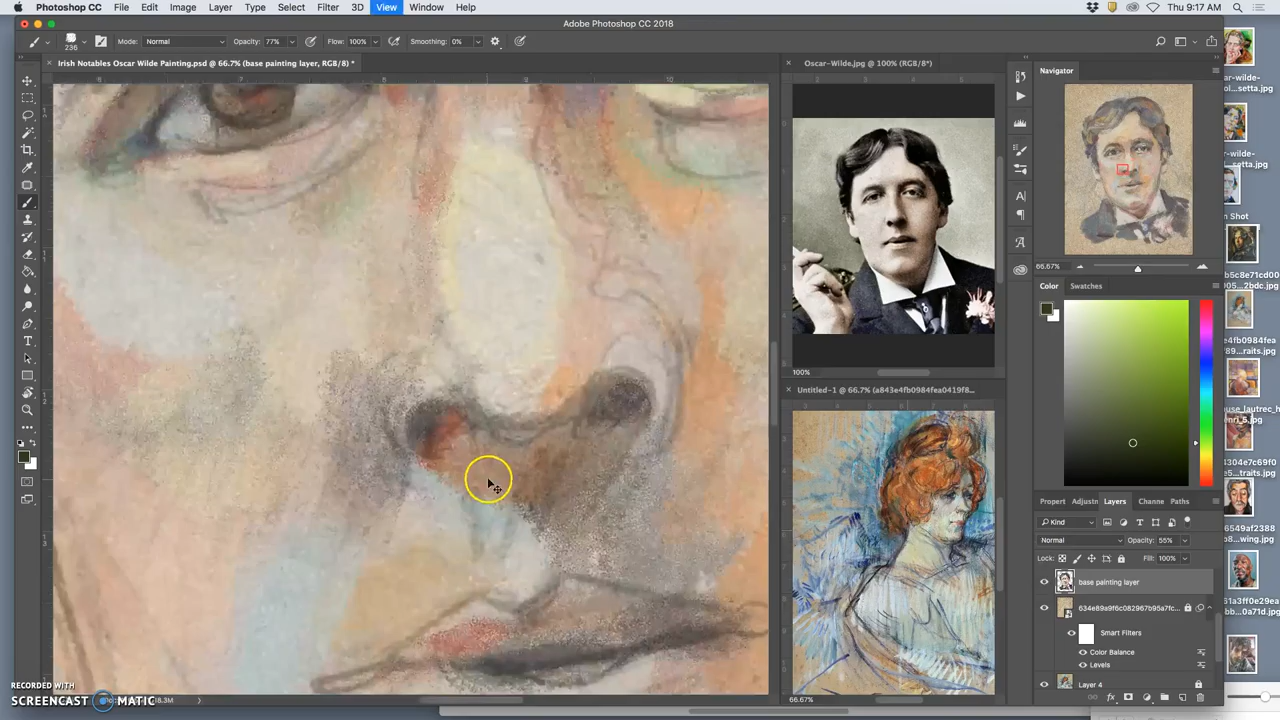 Photoshop CC File Edit Image Layer Type Select Filter 3D View Window Help Thu 9:17 AM
Adobe Photoshop CC 2018
236 Mode: Normal Opacity: 77% Flow: 100% Smoothing: 0%
Irish Notables Oscar Wilde Painting.psd @ 66.7% (base painting layer, RGB/8) *
Oscar-Wilde.jpg @ 100% (RGB/8*)
Navigator
66.67%
Color Swatches
100%
Untitled-1 @ 66.7% (a843e4fb0984fea0419f8...
Propert Adjustm Layers Channe Paths
Kind
Normal Opacity: 55%
Lock: Fill: 100%
base painting layer
634e89a9f6c082967b95a7fc...
Smart Filters
Color Balance
Levels
Layer 4
66.67%
RECORDED WITH
SCREENCAST MATIC